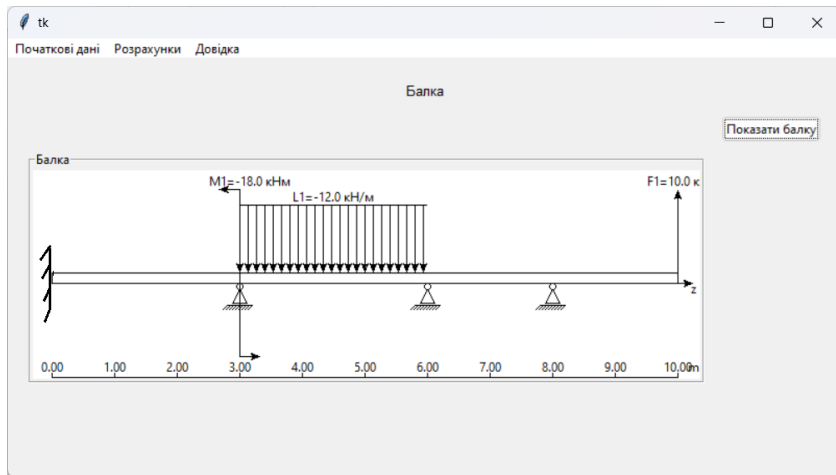 tk
Початкові дані Розрахунки Довідка
Балка
Показати балку
Балка
M1=-18.0 кНм
F1=10.0 к
L1=-12.0 кН/м
z
0.00 1.00 2.00 3.00 4.00 5.00 6.00 7.00 8.00 9.00 10.00 m